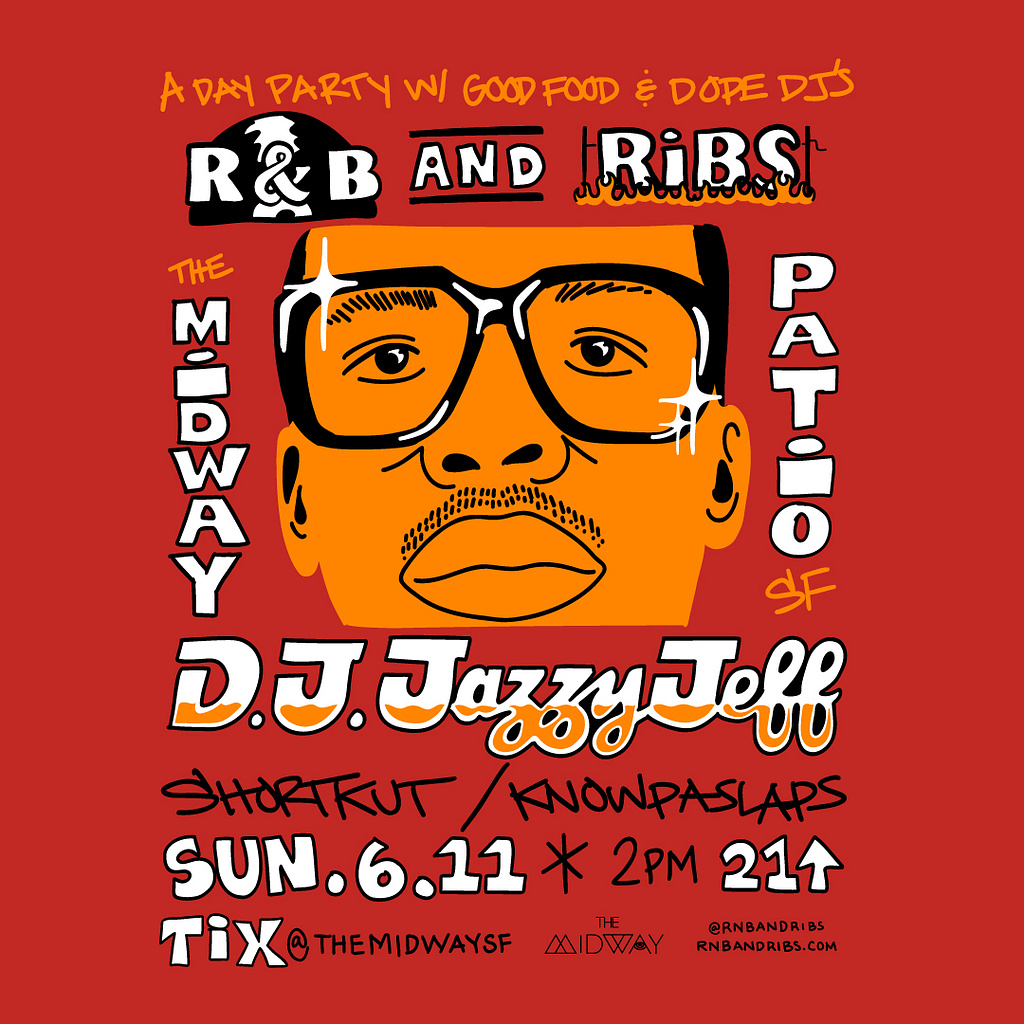 A DAY PARTY W/ GOOD FOOD & DOPE DJ'S
R&B AND RiBS
THE MiDWAY
PATiO SF
D.J. Jazzy Jeff
SHORTKUT / KNOWPASLAPS
SUN.6.11 * 2PM 21↑
TiX @THEMIDWAYSF
THE MIDWAY
@RNBANDRIBS
RNBANDRIBS.COM